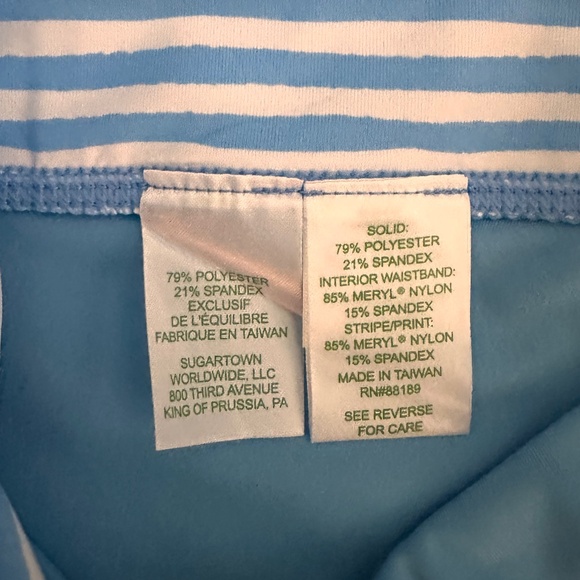 79% POLYESTER
21% SPANDEX
EXCLUSIF
DE L'ÉQUILIBRE
FABRIQUE EN TAIWAN
SUGARTOWN
WORLDWIDE, LLC
800 THIRD AVENUE
KING OF PRUSSIA, PA
SOLID:
79% POLYESTER
21% SPANDEX
INTERIOR WAISTBAND:
85% MERYL® NYLON
15% SPANDEX
STRIPE/PRINT:
85% MERYL® NYLON
15% SPANDEX
MADE IN TAIWAN
RN#88189
SEE REVERSE
FOR CARE